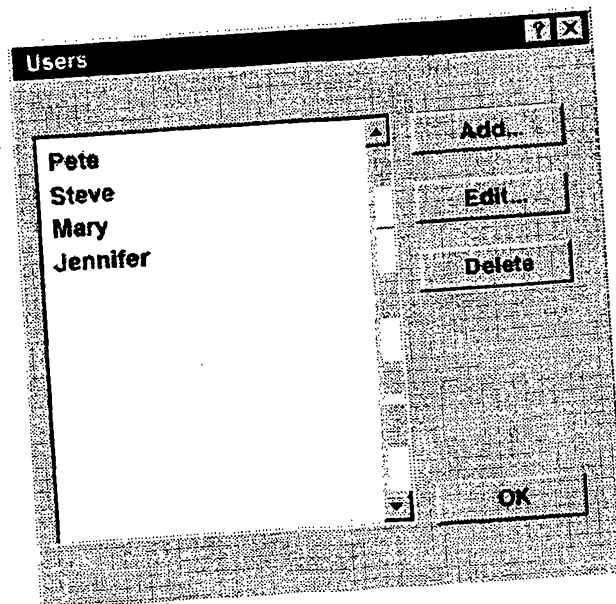 Users
Pete
Steve
Mary
Jennifer
Add...
Edit...
Delete
OK